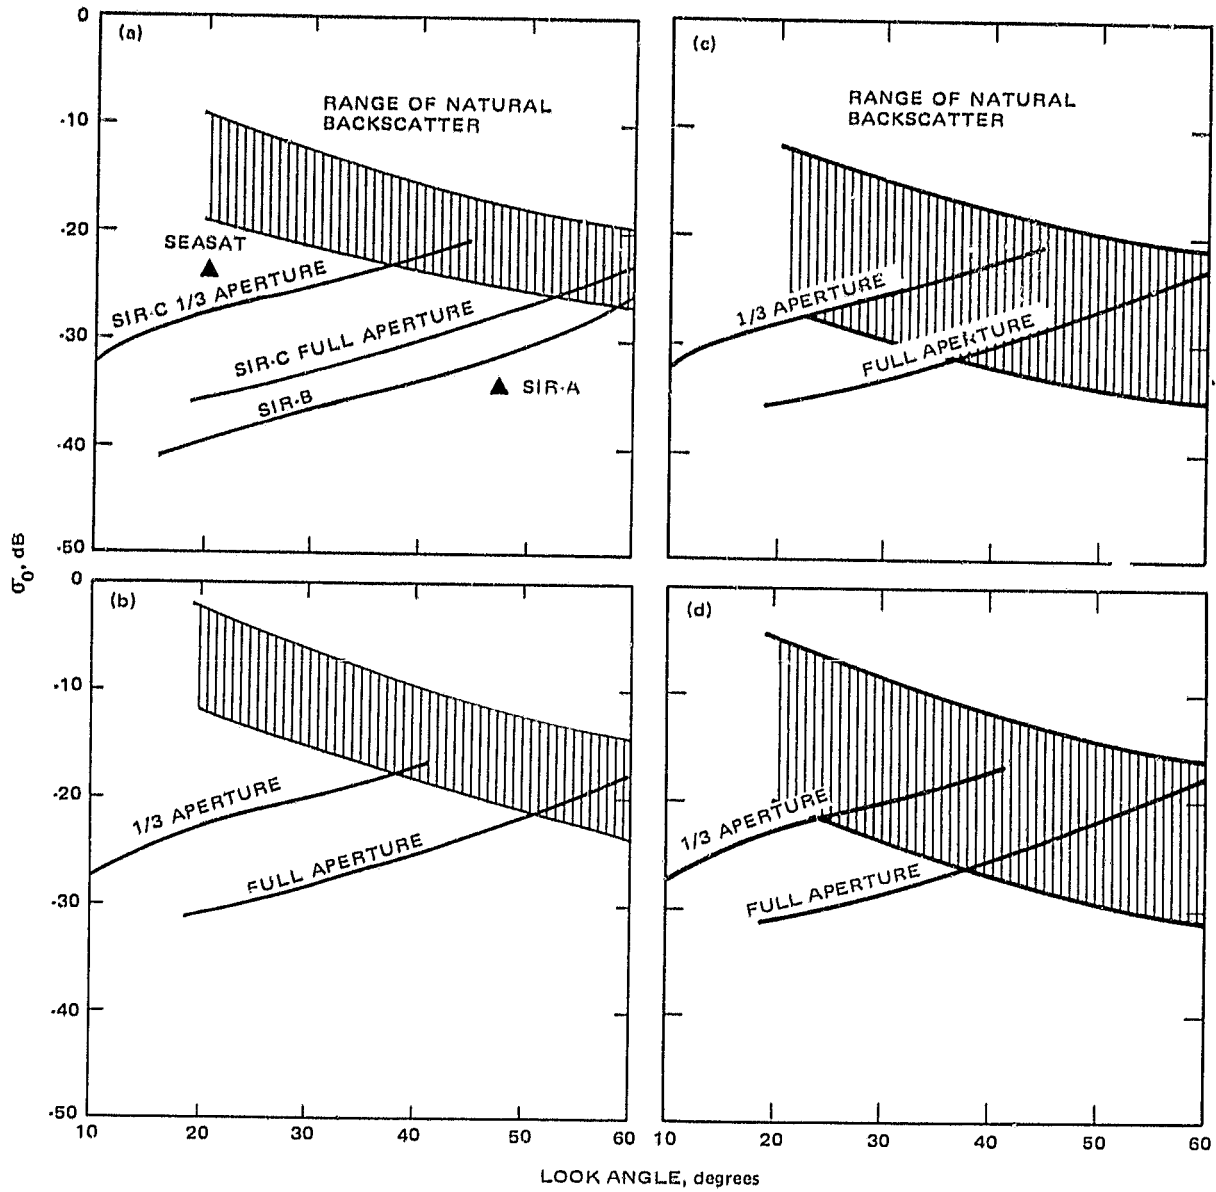 0
(a)
RANGE OF NATURAL
BACKSCATTER
-10
-20
SEASAT
SIR-C 1/3 APERTURE
-30
SIR-C FULL APERTURE
SIR-B
SIR-A
-40
-50
(c)
RANGE OF NATURAL
BACKSCATTER
1/3 APERTURE
FULL APERTURE
σ₀, dB
0
(b)
-10
-20
1/3 APERTURE
FULL APERTURE
-30
-40
-50
10 20 30 40 50 60
(d)
1/3 APERTURE
FULL APERTURE
10 20 30 40 50 60
LOOK ANGLE, degrees